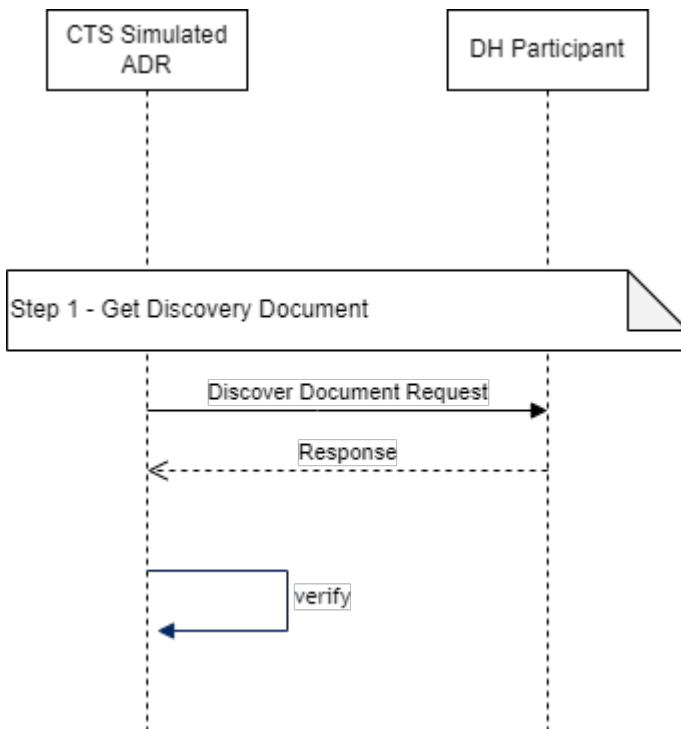 CTS Simulated
ADR
DH Participant
Step 1 - Get Discovery Document
Discover Document Request
Response
verify